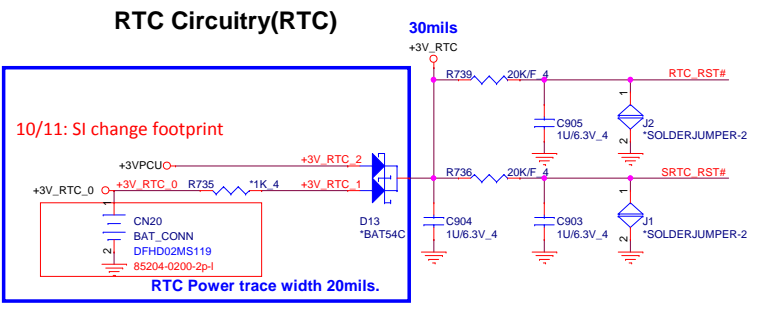 RTC Circuitry(RTC)
30mils
+3V_RTC
R739
20K/F_4
RTC_RST#
10/11: SI change footprint
C905
1U/6.3V_4
1
2
J2
*SOLDERJUMPER-2
+3VPCU
+3V_RTC_2
+3V_RTC_0
+3V_RTC_0
R735
*1K_4
+3V_RTC_1
R736
20K/F_4
SRTC_RST#
1
2
CN20
BAT_CONN
DFHD02MS119
85204-0200-2p-l
D13
*BAT54C
C904
1U/6.3V_4
C903
1U/6.3V_4
1
2
J1
*SOLDERJUMPER-2
RTC Power trace width 20mils.